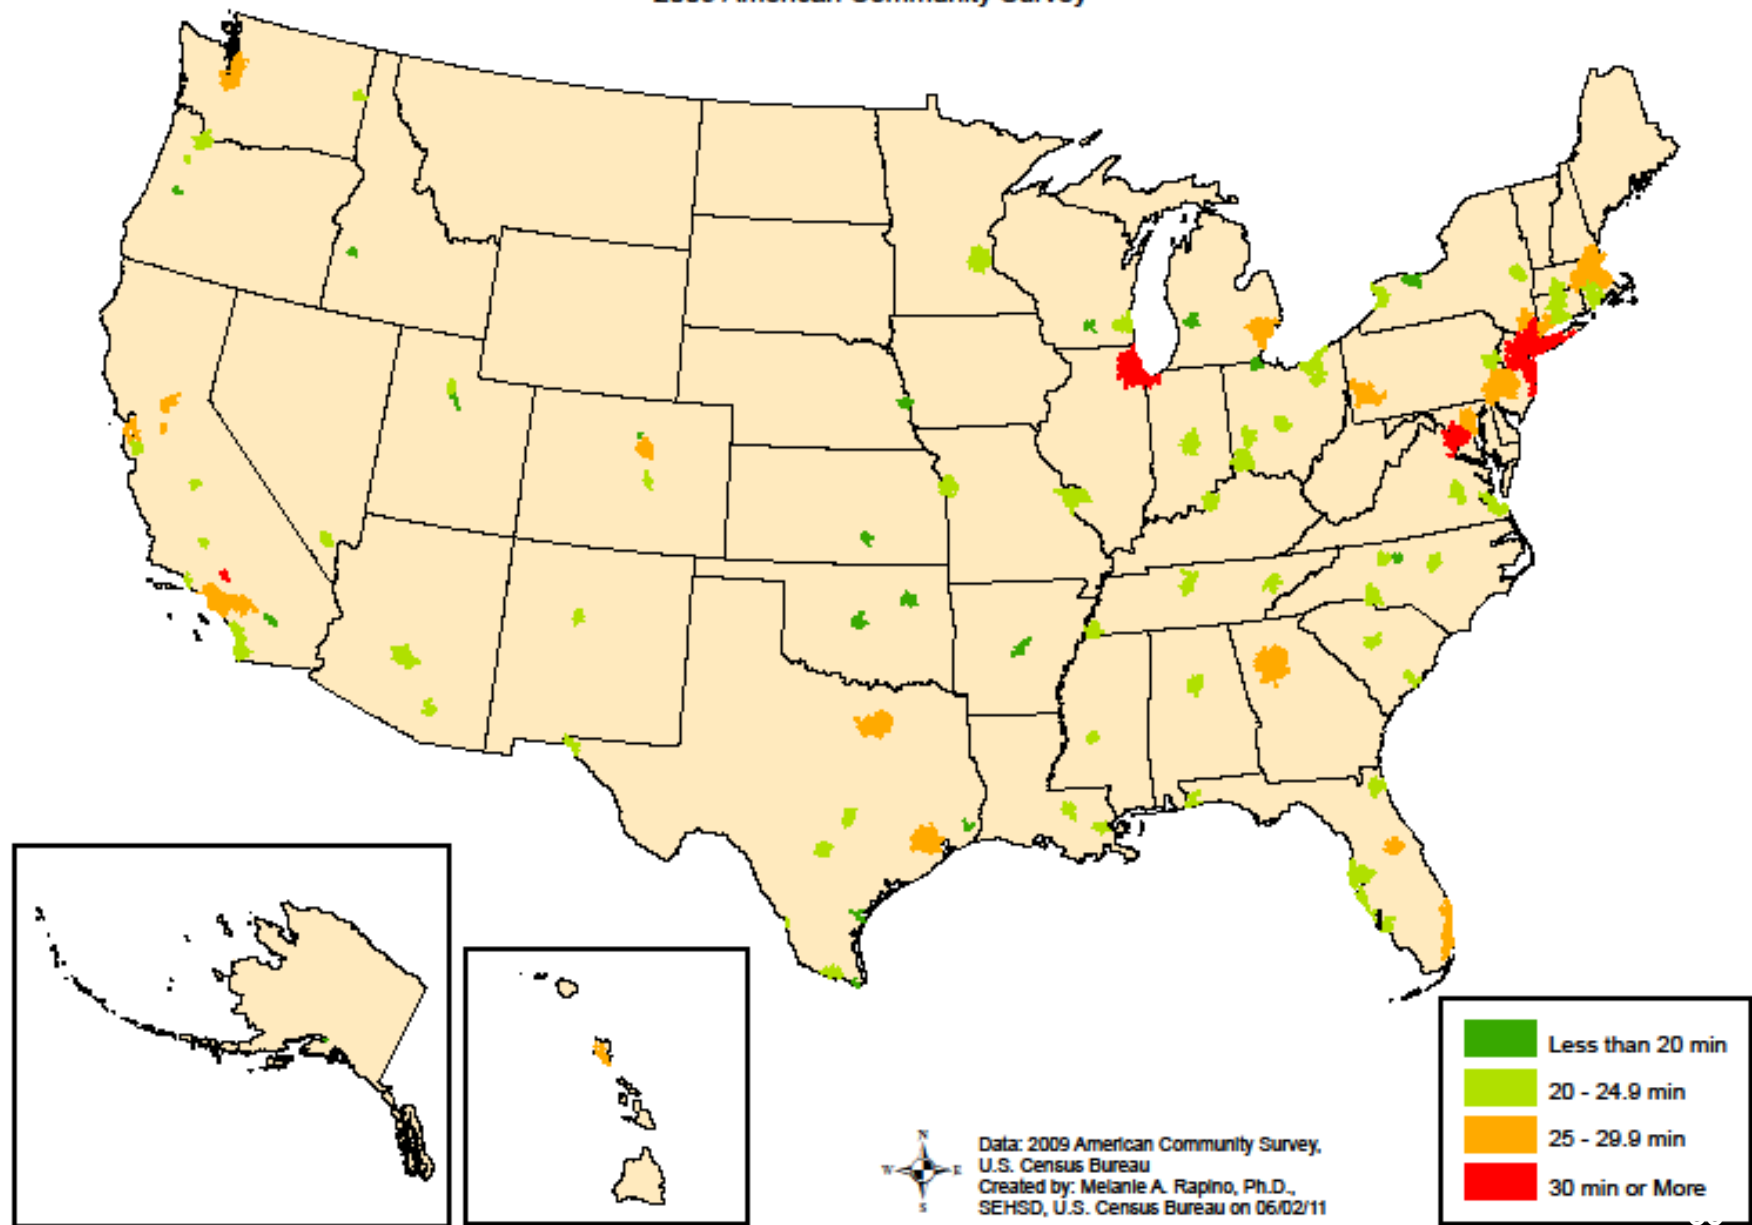 Less than 20 min
20 - 24.9 min
25 - 29.9 min
30 min or More
N
W E
S
Data: 2009 American Community Survey,
U.S. Census Bureau
Created by: Melanie A. Rapino, Ph.D.,
SEHSD, U.S. Census Bureau on 06/02/11